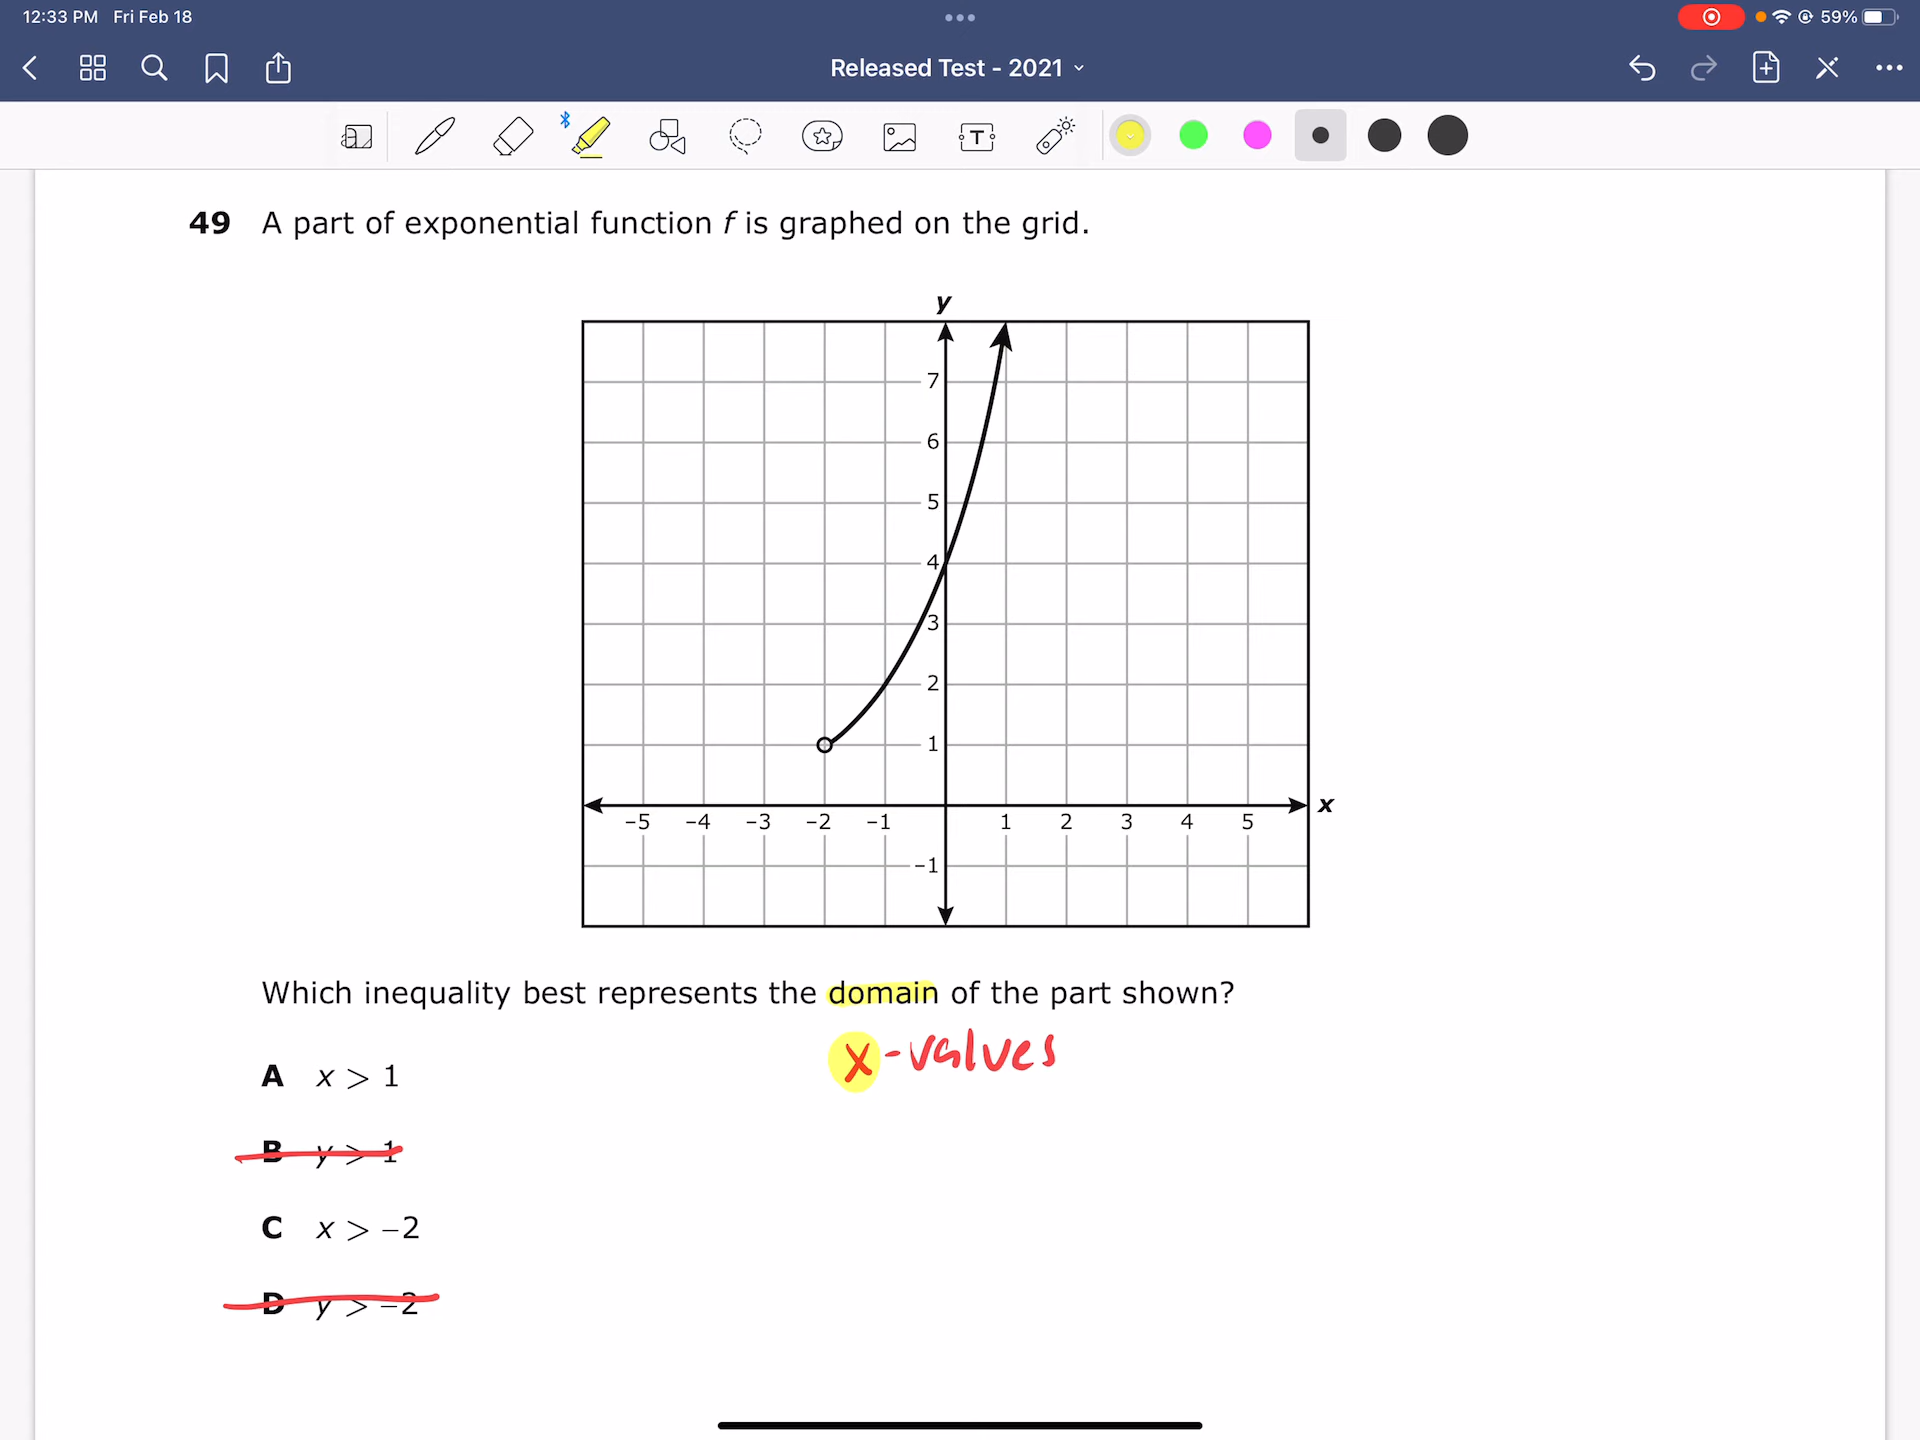 12:33 PM Fri Feb 18
59%
Released Test - 2021
T
49 A part of exponential function f is graphed on the grid.
y
7
6
5
4
3
2
1
x
−5 −4 −3 −2 −1 1 2 3 4 5
−1
Which inequality best represents the domain of the part shown?
x-values
A x > 1
B y > 1
C x > −2
D y > −2